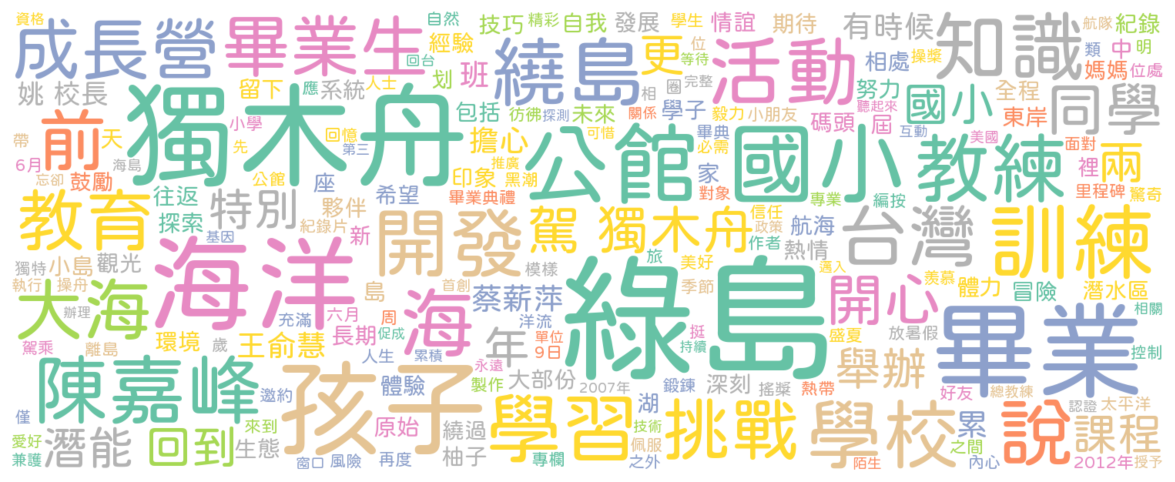 資格
成長營
畢業生
自然
經驗
回台
技巧
精彩
自我
發展
學生
情誼
期待
有時候
知識
航隊
紀錄
類
中
明
媽媽
位處
姚 校長
留下
應
系統
人士
划
班
繞島
更
位
等待
活動
相處
操槳
努力
聽起來
國小
全程
同學
獨木舟
包括
彷彿
探測
未來
相
圈
完整
關係
學子
毅力
小朋友
碼頭
屆
東岸
前
天
帶
6月
海島
小學
先
回憶
第三
擔心
可惜
公館
國小
畢典
必需
互動
美國
教練
面對
裡
兩
忘卻
鼓勵
公館
座
印象
推廣
黑潮
家
對象
里程碑
驚奇
往返
希望
畢業典禮
專業
編按
教育
探索
基因
特別
夥伴
紀錄片
新
開發
駕 獨木舟
信任
政策
作者
航海
熱情
台灣
訓練
獨特
小島
觀光
執行
操舟
海洋
島
模樣
首創
旅
美好
季節
邁入
羨慕
體力
冒險
潛水區
大海
辦理
充滿
六月
周
促成
長期
海
蔡薪萍
洋流
單位
9日
綠島
挺
持續
開心
盛夏
放暑假
相關
控制
駕乘
離島
環境
歲
王俞慧
人生
累積
年
永遠
畢業
陳嘉峰
邀約
孩子
體驗
製作
大部份
2007年
鍛鍊
深刻
搖槳
熱帶
舉辦
好友
總教練
認證
太平洋
僅
來到
原始
繞過
學習
湖
技術
佩服
挑戰
學校
累
之間
說
課程
愛好
兼護
潛能
回到
生態
窗口
風險
再度
柚子
專欄
之外
陌生
內心
2012年
授予